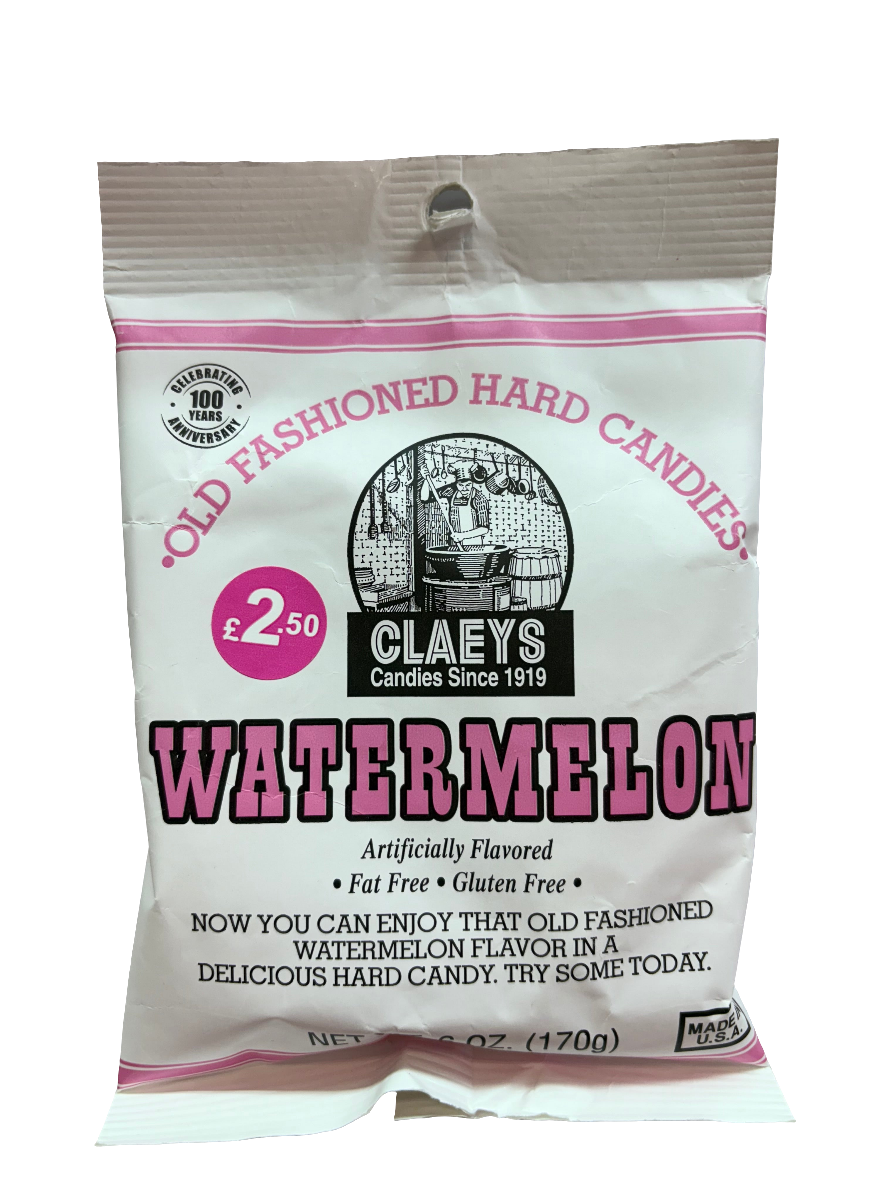 CELEBRATING
100
YEARS
ANNIVERSARY
•OLD FASHIONED HARD CANDIES•
£2.50
CLAEYS
Candies Since 1919
WATERMELON
Artificially Flavored
• Fat Free • Gluten Free •
NOW YOU CAN ENJOY THAT OLD FASHIONED
WATERMELON FLAVOR IN A
DELICIOUS HARD CANDY. TRY SOME TODAY.
NET 6 OZ. (170g)
MADE IN
U.S.A.